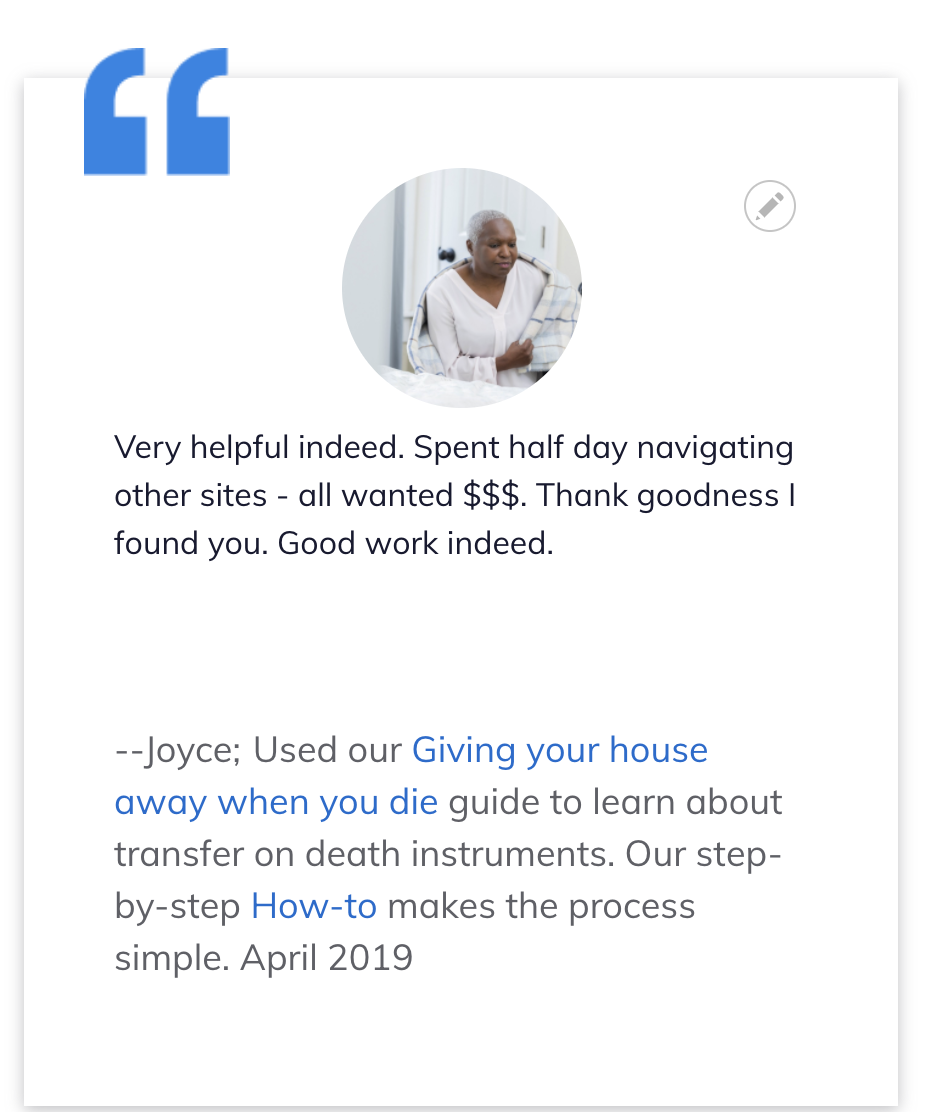 “
Very helpful indeed. Spent half day navigating
other sites - all wanted $$$. Thank goodness I
found you. Good work indeed.
--Joyce; Used our Giving your house
away when you die guide to learn about
transfer on death instruments. Our step-
by-step How-to makes the process
simple. April 2019